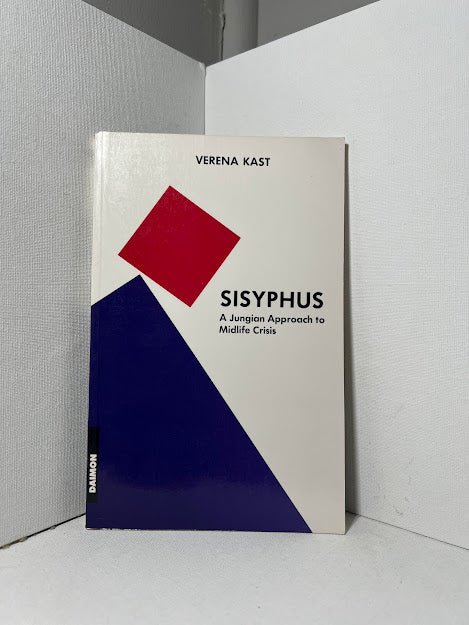 VERENA KAST
SISYPHUS
A Jungian Approach to
Midlife Crisis
DAIMON